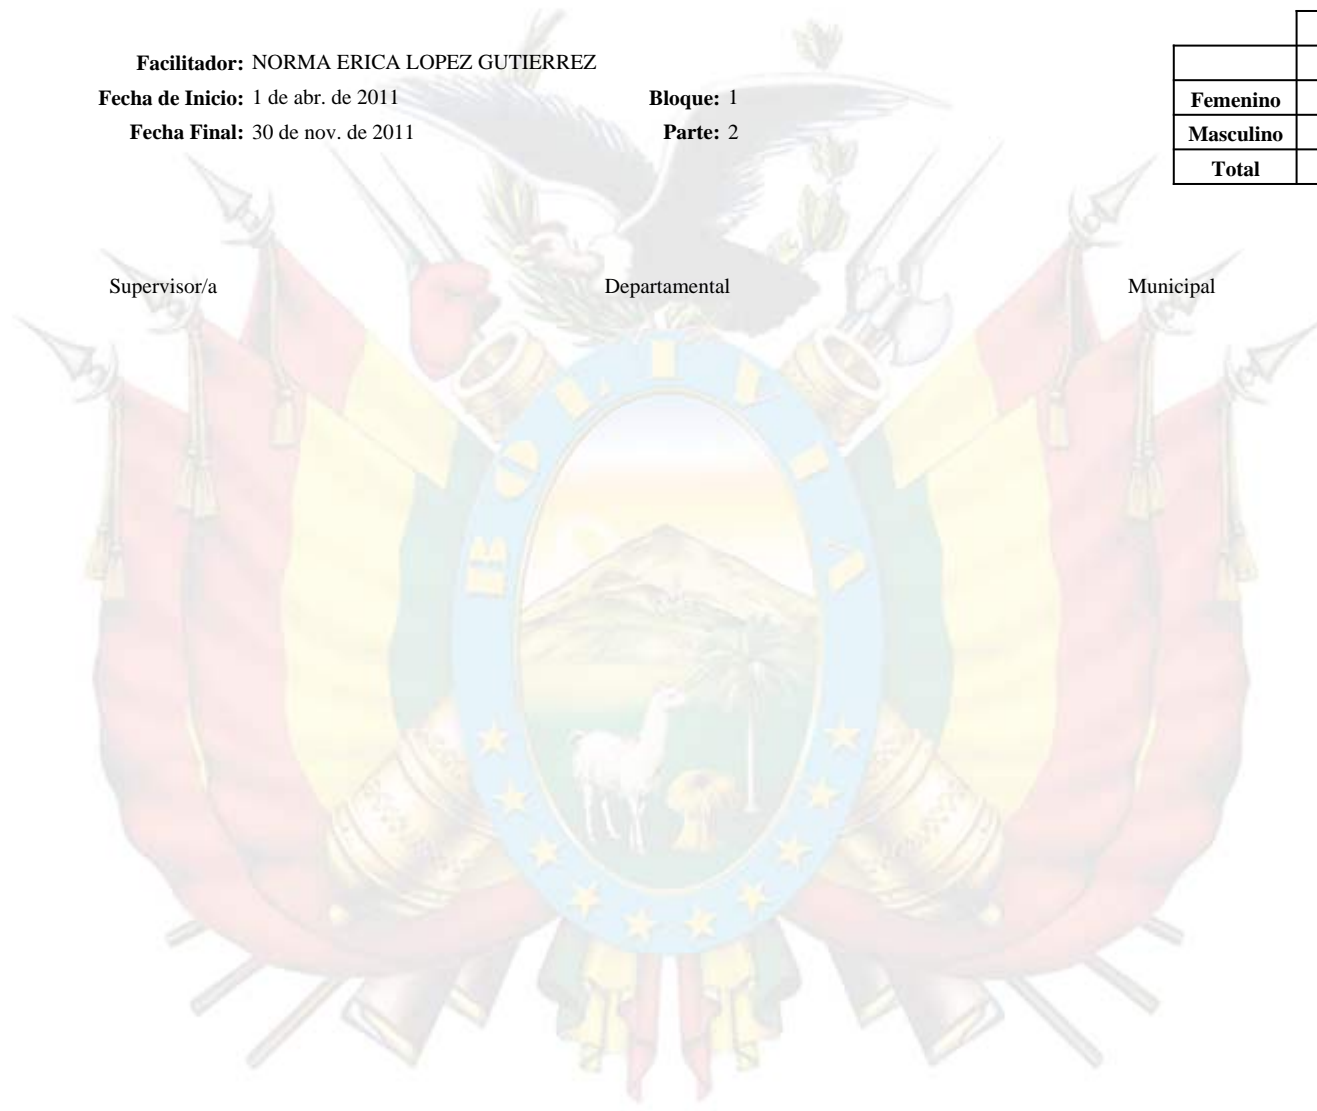 Facilitador: NORMA ERICA LOPEZ GUTIERREZ
Fecha de Inicio: 1 de abr. de 2011 Bloque: 1
Fecha Final: 30 de nov. de 2011 Parte: 2
Femenino
Masculino
Total
Supervisor/a Departamental Municipal
BOLIVIA